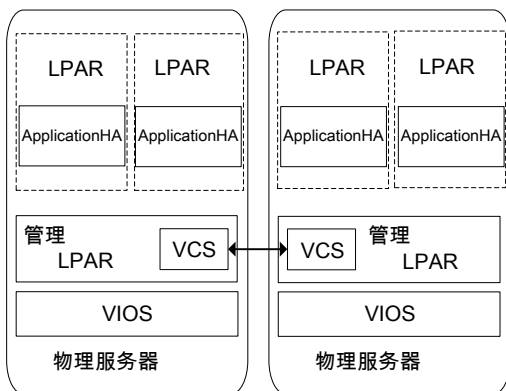 LPAR
LPAR
ApplicationHA
ApplicationHA
管理
LPAR
VCS
VIOS
物理服务器
LPAR
LPAR
ApplicationHA
ApplicationHA
VCS
管理
LPAR
VIOS
物理服务器